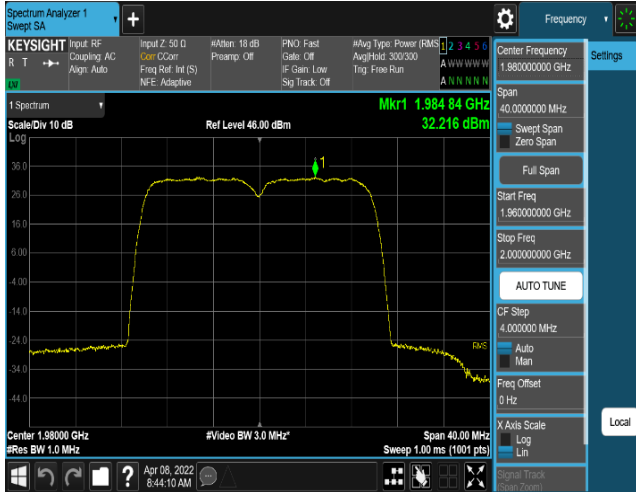 Spectrum Analyzer 1
Swept SA
+
Frequency
KEYSIGHT
R T
Input: RF
Coupling: AC
Align: Auto
Input Z: 50 Ω
Corr CCorr
Freq Ref: Int (S)
NFE: Adaptive
#Atten: 18 dB
Preamp: Off
PNO: Fast
Gate: Off
IF Gain: Low
Sig Track: Off
#Avg Type: Power (RMS
Avg|Hold: 300/300
Trig: Free Run
1 2 3 4 5 6
A W W W W W
A N N N N N
1 Spectrum
Scale/Div 10 dB
Log
Ref Level 46.00 dBm
Mkr1 1.984 84 GHz
32.216 dBm
36.0
26.0
16.0
6.00
-4.00
-14.0
-24.0
-34.0
-44.0
1
RMS
Center 1.98000 GHz
#Res BW 1.0 MHz
#Video BW 3.0 MHz*
Span 40.00 MHz
Sweep 1.00 ms (1001 pts)
?
Apr 08, 2022
8:44:10 AM
Center Frequency
1.980000000 GHz
Span
40.0000000 MHz
Swept Span
Zero Span
Full Span
Start Freq
1.960000000 GHz
Stop Freq
2.000000000 GHz
AUTO TUNE
CF Step
4.000000 MHz
Auto
Man
Freq Offset
0 Hz
X Axis Scale
Log
Lin
Signal Track
(Span Zoom)
Settings
Local